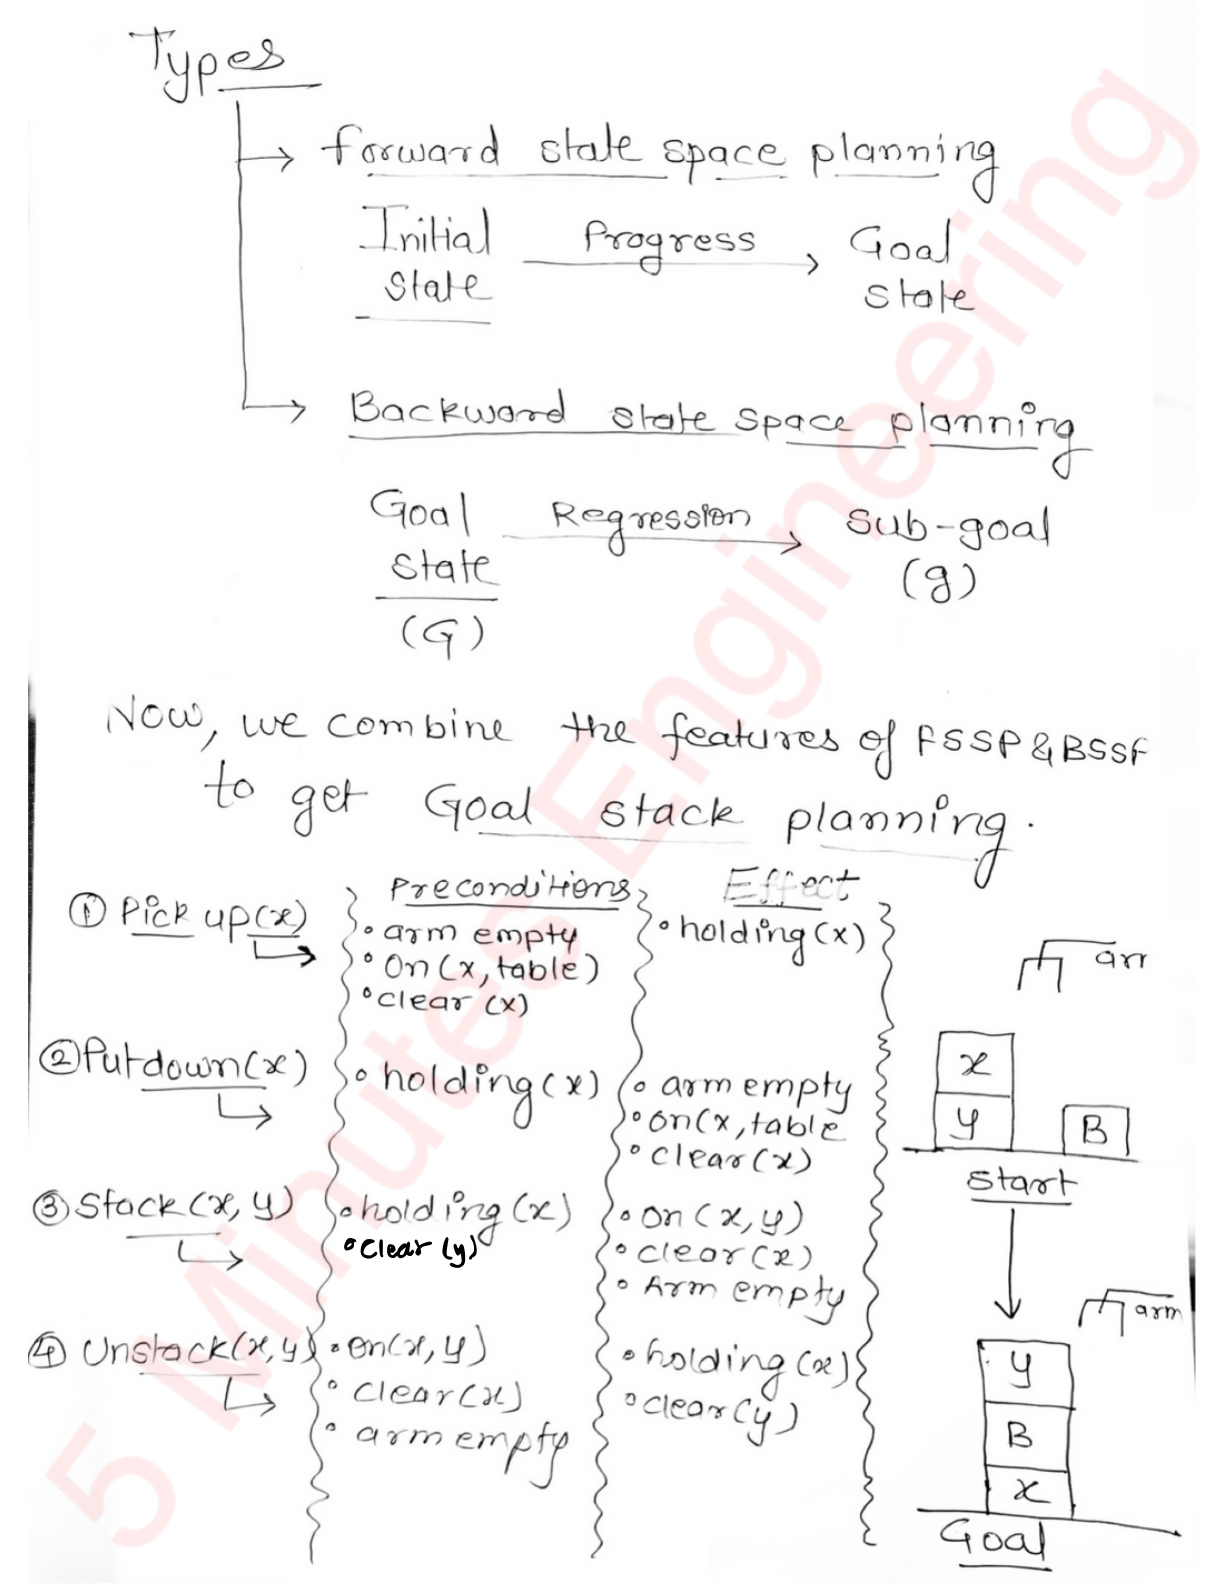 Types
forward state space planning
Initial Progress Goal
state state
Backward state space planning
Goal Regression Sub-goal
state (g)
(G)
Now, we combine the features of FSSP & BSSF
to get Goal stack planning.
Preconditions Effect
① Pick up(x)
• arm empty • holding(x)
• On(x, table)
• clear (x)
arr
② Putdown(x) • holding(x) • arm empty
• on(x, table
• clear(x)
x
y B
Start
③ Stack(x, y) • holding(x) • on(x, y)
• Clear (y) • clear(x)
• Arm empty
arm
④ Unstack(x, y) • on(x, y) • holding(x)
• clear(x) • clear(y)
• arm empty
y
B
x
Goal
5 Minutes Engineering